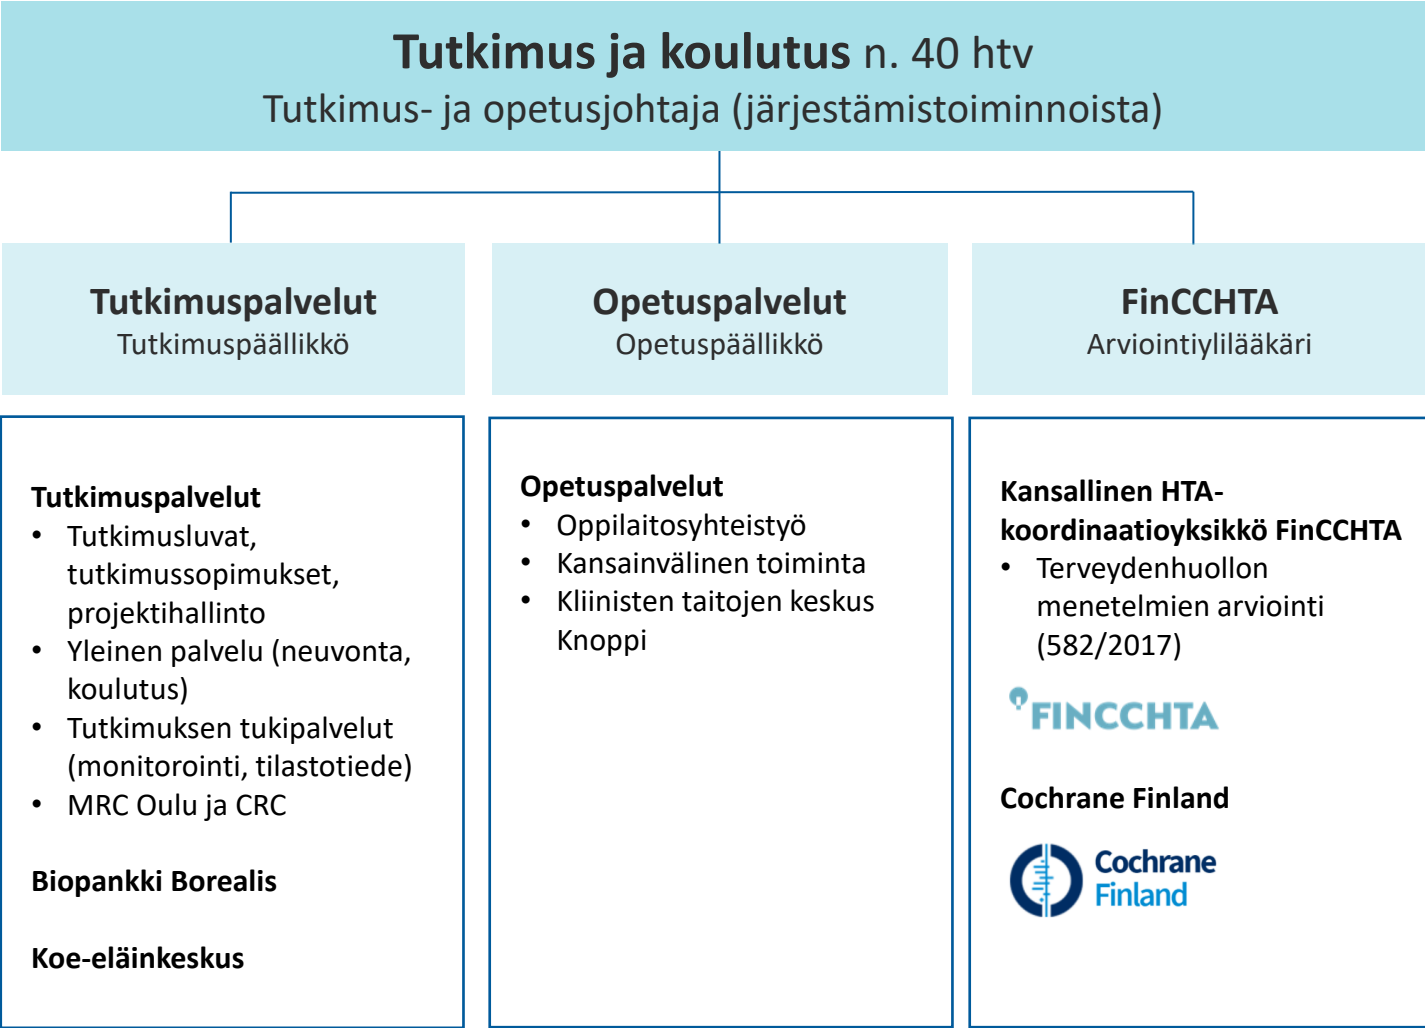 Tutkimus ja koulutus n. 40 htv
Tutkimus- ja opetusjohtaja (järjestämistoiminnoista)
Tutkimuspalvelut
Tutkimuspäällikkö
Opetuspalvelut
Opetuspäällikkö
FinCCHTA
Arviointiylilääkäri
Tutkimuspalvelut
• Tutkimusluvat,
tutkimussopimukset,
projektihallinto
• Yleinen palvelu (neuvonta,
koulutus)
• Tutkimuksen tukipalvelut
(monitorointi, tilastotiede)
• MRC Oulu ja CRC
Biopankki Borealis
Koe-eläinkeskus
Opetuspalvelut
• Oppilaitosyhteistyö
• Kansainvälinen toiminta
• Kliinisten taitojen keskus
Knoppi
Kansallinen HTA-
koordinaatioyksikkö FinCCHTA
• Terveydenhuollon
menetelmien arviointi
(582/2017)
FINCCHTA
Cochrane Finland
Cochrane
Finland